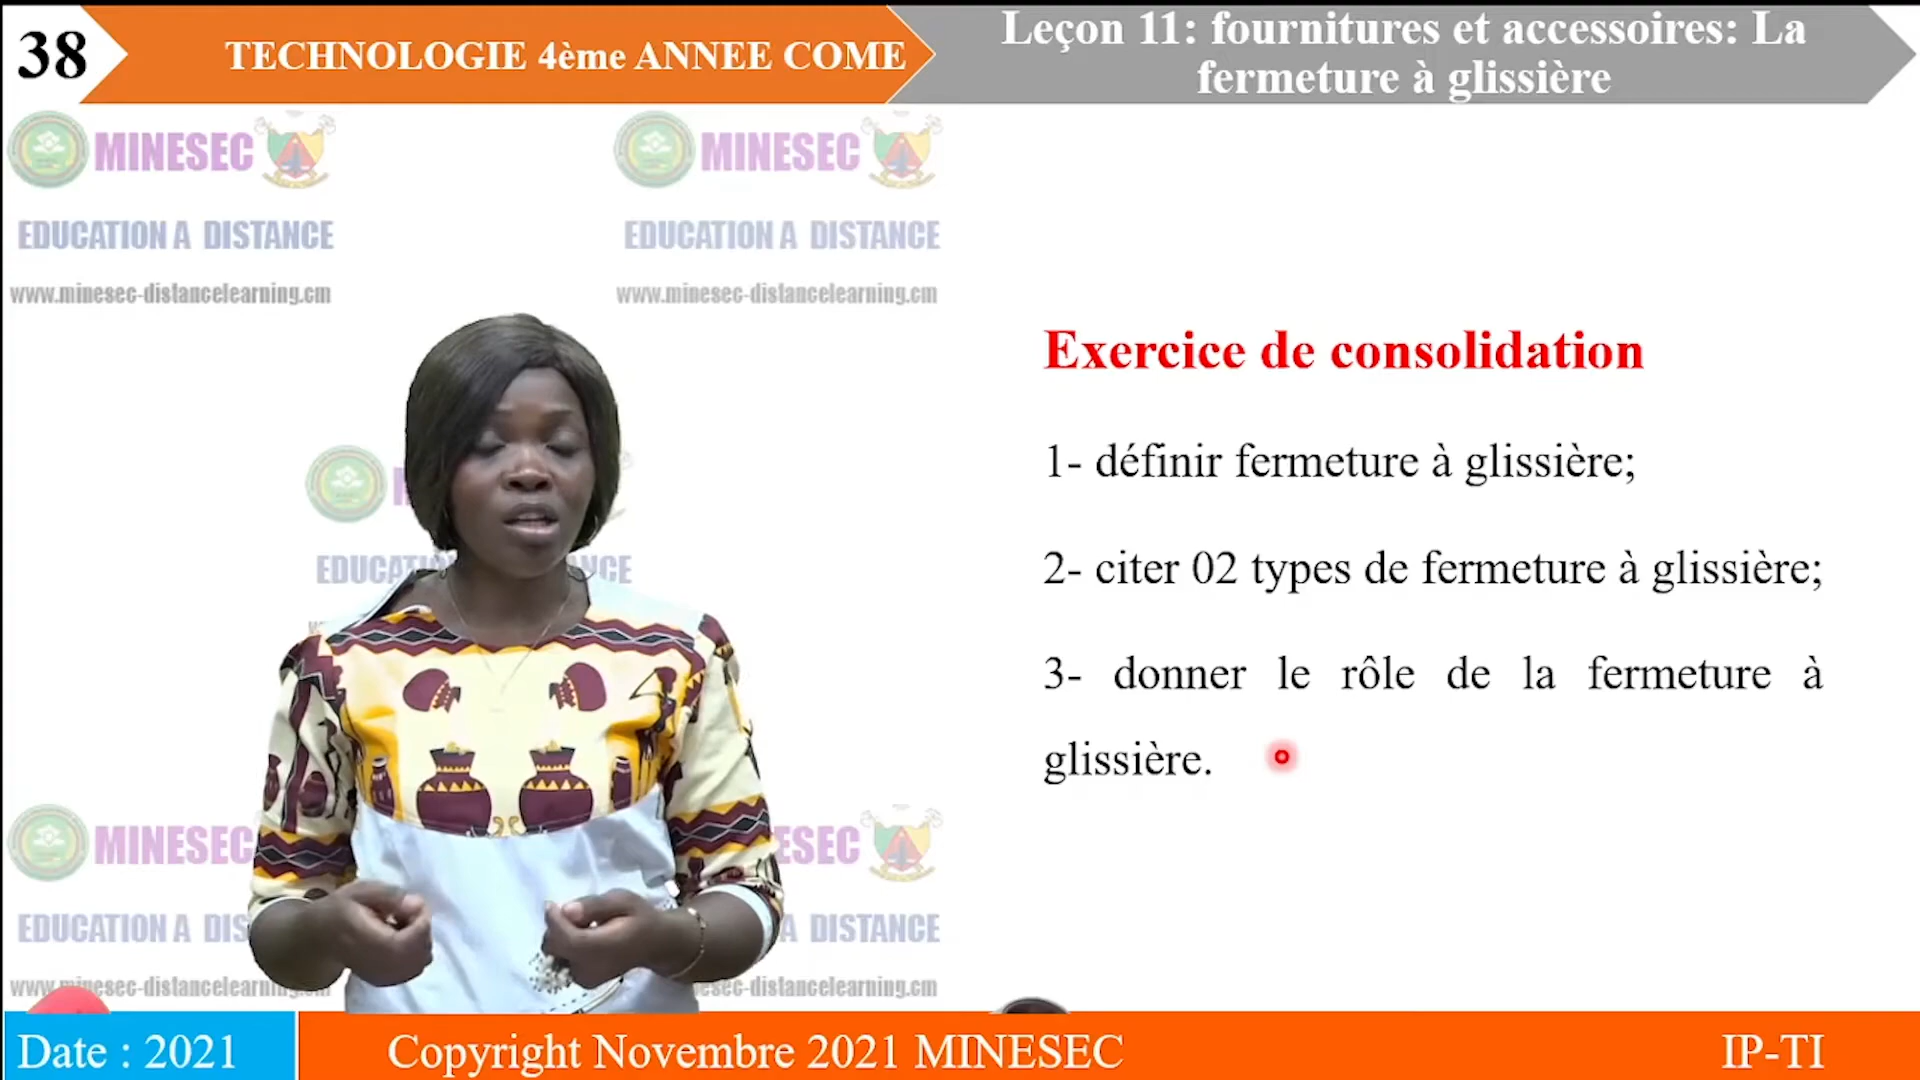 38
TECHNOLOGIE 4ème ANNEE COME
Leçon 11: fournitures et accessoires: La
fermeture à glissière
MINESEC
MINESEC
EDUCATION A DISTANCE
EDUCATION A DISTANCE
www.minesec-distancelearning.cm
www.minesec-distancelearning.cm
Exercice de consolidation
1- définir fermeture à glissière;
2- citer 02 types de fermeture à glissière;
3- donner le rôle de la fermeture à
glissière.
MINESEC
EDUCATION A DIS
A DISTANCE
Date : 2021
Copyright Novembre 2021 MINESEC
IP-TI